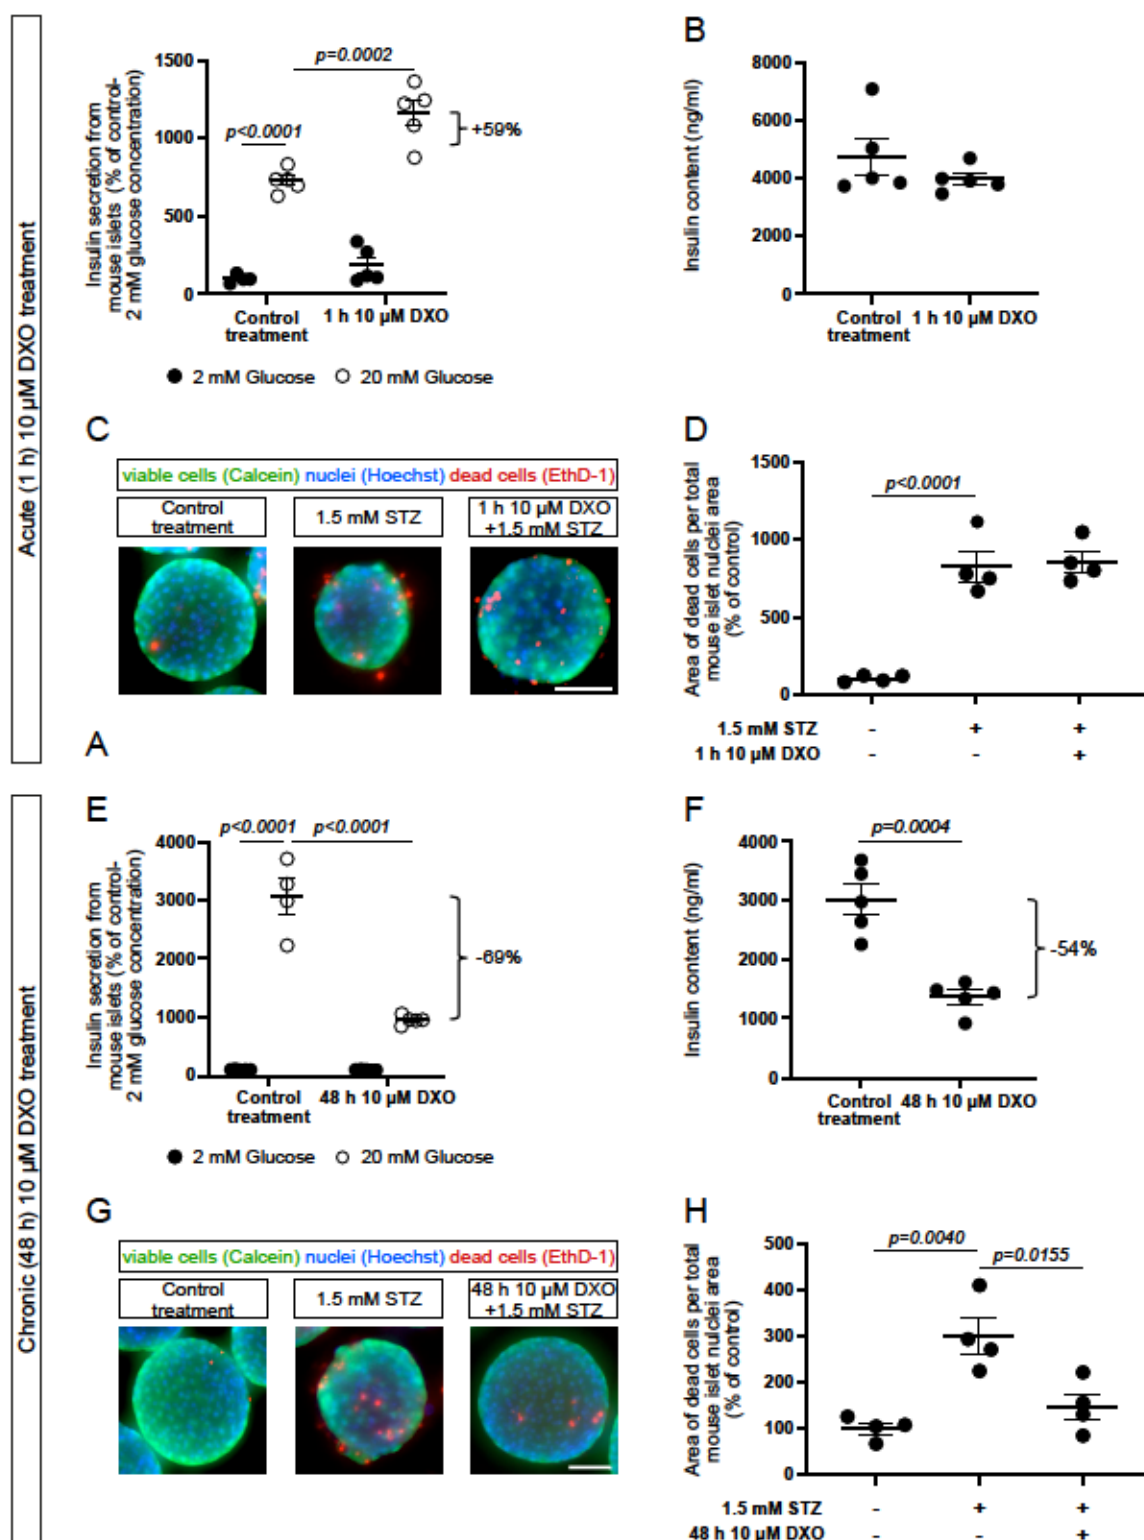 Acute (1 h) 10 µM DXO treatment
Insulin secretion from
mouse islets (% of control-
2 mM glucose concentration)
1500
1000
500
0
p=0.0002
p<0.0001
+59%
Control
treatment
1 h 10 µM DXO
2 mM Glucose
20 mM Glucose
B
Insulin content (ng/ml)
8000
6000
4000
2000
0
Control
treatment
1 h 10 µM DXO
C
viable cells (Calcein) nuclei (Hoechst) dead cells (EthD-1)
Control
treatment
1.5 mM STZ
1 h 10 µM DXO
+1.5 mM STZ
D
Area of dead cells per total
mouse islet nuclei area
(% of control)
1500
1000
500
0
p<0.0001
1.5 mM STZ - + +
1 h 10 µM DXO - - +
A
Chronic (48 h) 10 µM DXO treatment
E
Insulin secretion from
mouse islets (% of control-
2 mM glucose concentration)
4000
3000
2000
1000
0
p<0.0001
p<0.0001
-69%
Control
treatment
48 h 10 µM DXO
2 mM Glucose
20 mM Glucose
F
Insulin content (ng/ml)
4000
3000
2000
1000
0
p=0.0004
-54%
Control
treatment
48 h 10 µM DXO
G
viable cells (Calcein) nuclei (Hoechst) dead cells (EthD-1)
Control
treatment
1.5 mM STZ
48 h 10 µM DXO
+1.5 mM STZ
H
Area of dead cells per total
mouse islet nuclei area
(% of control)
500
400
300
200
100
0
p=0.0040
p=0.0155
1.5 mM STZ - + +
48 h 10 µM DXO - - +